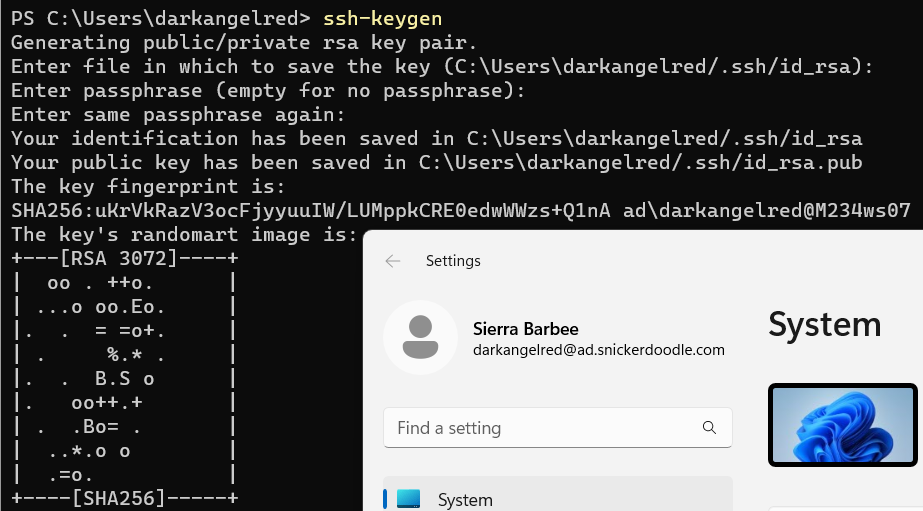 PS C:\Users\darkangelred> ssh-keygen
Generating public/private rsa key pair.
Enter file in which to save the key (C:\Users\darkangelred/.ssh/id_rsa):
Enter passphrase (empty for no passphrase):
Enter same passphrase again:
Your identification has been saved in C:\Users\darkangelred/.ssh/id_rsa
Your public key has been saved in C:\Users\darkangelred/.ssh/id_rsa.pub
The key fingerprint is:
SHA256:uKrVkRazV3ocFjyyuuIW/LUMppkCRE0edwWWzs+Q1nA ad\darkangelred@M234ws07
The key's randomart image is:
+---[RSA 3072]----+
|  oo . ++o.      |
| ...o oo.Eo.     |
|.  .  = =o+.     |
| .     %.* .     |
|.  .  B.S o      |
|.   oo++.+       |
| .  .Bo= .       |
|  ..*.o o        |
|  .=o.           |
+----[SHA256]-----+
Settings
Sierra Barbee
darkangelred@ad.snickerdoodle.com
Find a setting
System
System